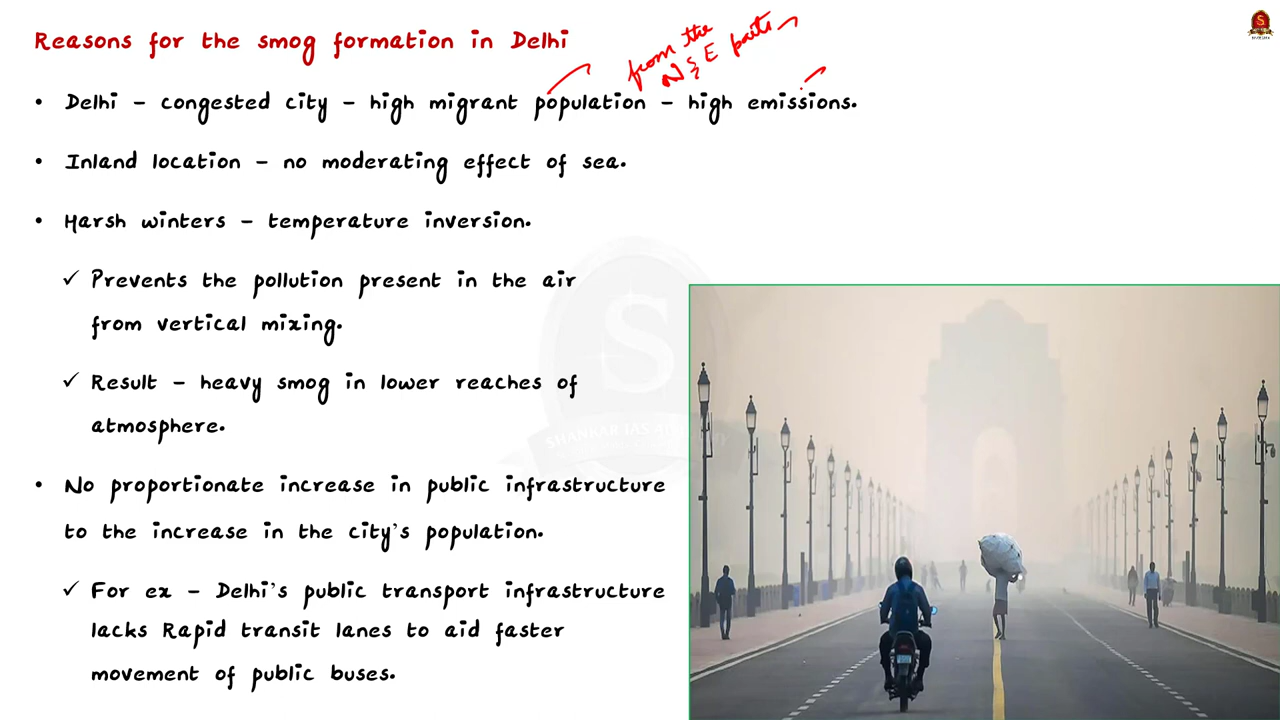 Reasons for the smog formation in Delhi
from the
N & E parts
• Delhi – congested city – high migrant population – high emissions.
• Inland location – no moderating effect of sea.
• Harsh winters – temperature inversion.
✓ Prevents the pollution present in the air
from vertical mixing.
✓ Result – heavy smog in lower reaches of
atmosphere.
• No proportionate increase in public infrastructure
to the increase in the city's population.
✓ For ex – Delhi's public transport infrastructure
lacks Rapid transit lanes to aid faster
movement of public buses.
S
SHANKAR IAS ACADEMY